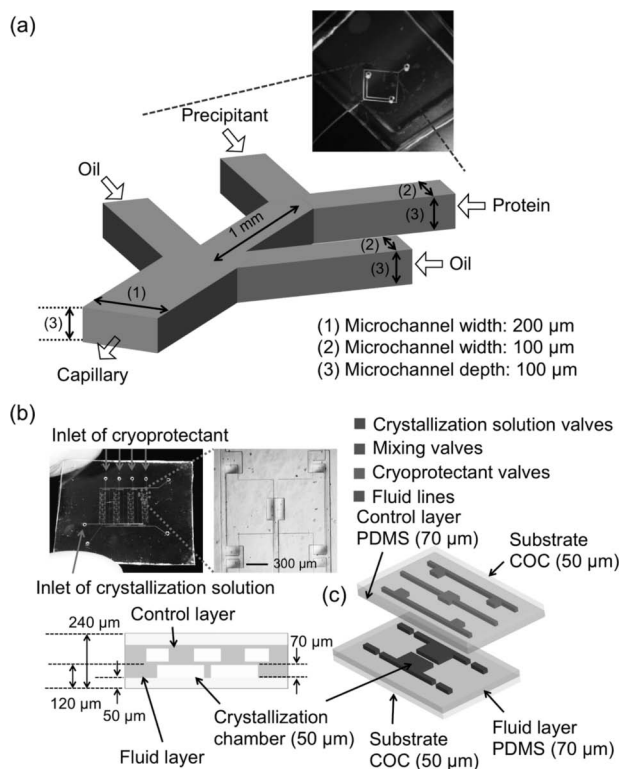 (a)
Precipitant
Oil
1 mm
(2)
(3)
Protein
(2)
(3)
Oil
(1)
(3)
Capillary
(1) Microchannel width: 200 µm
(2) Microchannel width: 100 µm
(3) Microchannel depth: 100 µm
(b)
Inlet of cryoprotectant
300 µm
Inlet of crystallization solution
Crystallization solution valves
Mixing valves
Cryoprotectant valves
Fluid lines
Control layer
PDMS (70 µm)
Substrate
COC (50 µm)
(c)
Control layer
240 µm
70 µm
120 µm
50 µm
Fluid layer
Crystallization
chamber (50 µm)
Substrate
COC (50 µm)
Fluid layer
PDMS (70 µm)